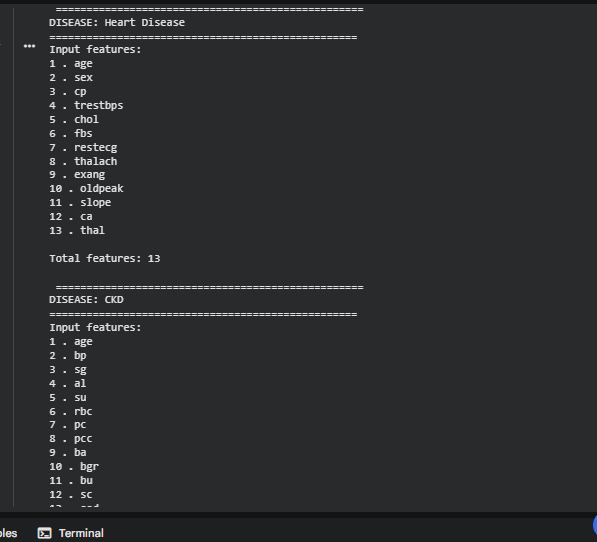 ==================================================
DISEASE: Heart Disease
==================================================
Input features:
1 . age
2 . sex
3 . cp
4 . trestbps
5 . chol
6 . fbs
7 . restecg
8 . thalach
9 . exang
10 . oldpeak
11 . slope
12 . ca
13 . thal
Total features: 13
==================================================
DISEASE: CKD
==================================================
Input features:
1 . age
2 . bp
3 . sg
4 . al
5 . su
6 . rbc
7 . pc
8 . pcc
9 . ba
10 . bgr
11 . bu
12 . sc
Terminal